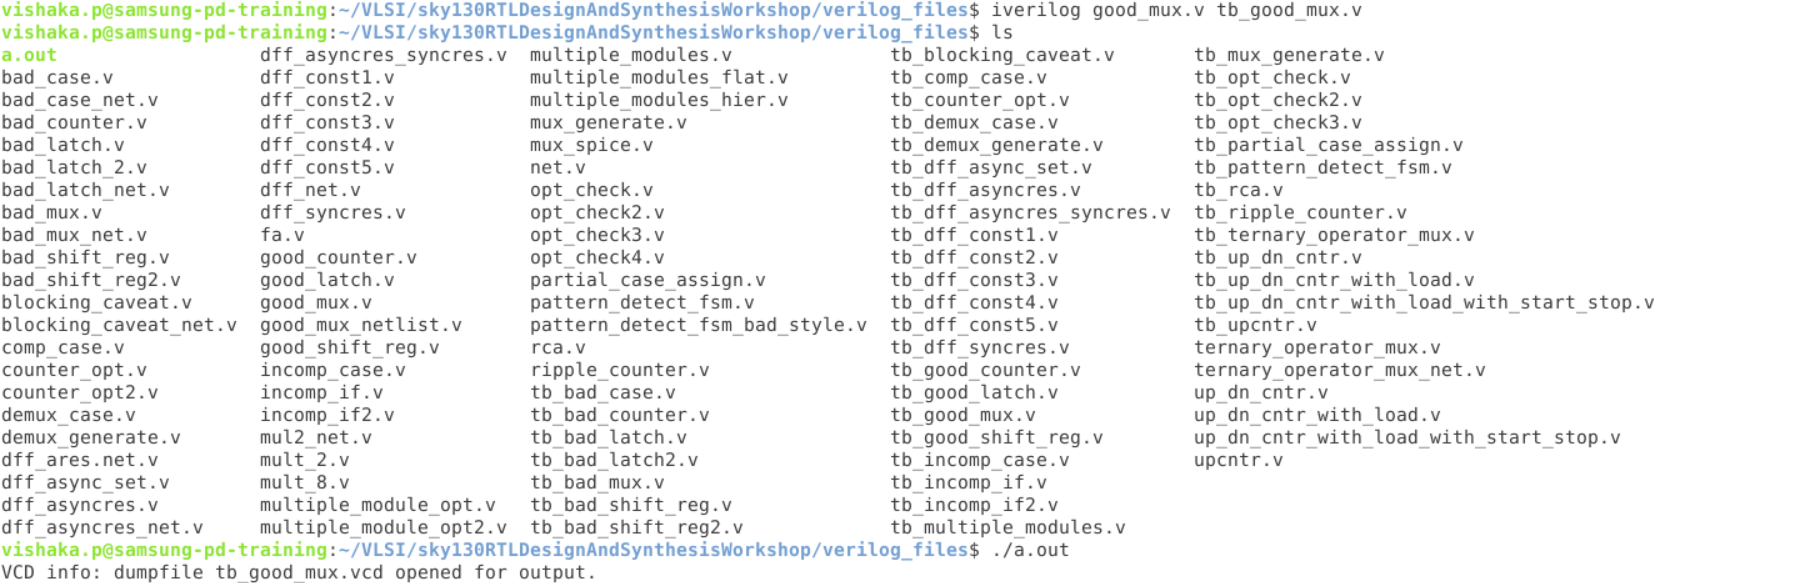 vishaka.p@samsung-pd-training:~/VLSI/sky130RTLDesignAndSynthesisWorkshop/verilog_files$ iverilog good_mux.v tb_good_mux.v
vishaka.p@samsung-pd-training:~/VLSI/sky130RTLDesignAndSynthesisWorkshop/verilog_files$ ls
a.out dff_asyncres_syncres.v multiple_modules.v tb_blocking_caveat.v tb_mux_generate.v
bad_case.v dff_const1.v multiple_modules_flat.v tb_comp_case.v tb_opt_check.v
bad_case_net.v dff_const2.v multiple_modules_hier.v tb_counter_opt.v tb_opt_check2.v
bad_counter.v dff_const3.v mux_generate.v tb_demux_case.v tb_opt_check3.v
bad_latch.v dff_const4.v mux_spice.v tb_demux_generate.v tb_partial_case_assign.v
bad_latch_2.v dff_const5.v net.v tb_dff_async_set.v tb_pattern_detect_fsm.v
bad_latch_net.v dff_net.v opt_check.v tb_dff_asyncres.v tb_rca.v
bad_mux.v dff_syncres.v opt_check2.v tb_dff_asyncres_syncres.v tb_ripple_counter.v
bad_mux_net.v fa.v opt_check3.v tb_dff_const1.v tb_ternary_operator_mux.v
bad_shift_reg.v good_counter.v opt_check4.v tb_dff_const2.v tb_up_dn_cntr.v
bad_shift_reg2.v good_latch.v partial_case_assign.v tb_dff_const3.v tb_up_dn_cntr_with_load.v
blocking_caveat.v good_mux.v pattern_detect_fsm.v tb_dff_const4.v tb_up_dn_cntr_with_load_with_start_stop.v
blocking_caveat_net.v good_mux_netlist.v pattern_detect_fsm_bad_style.v tb_dff_const5.v tb_upcntr.v
comp_case.v good_shift_reg.v rca.v tb_dff_syncres.v ternary_operator_mux.v
counter_opt.v incomp_case.v ripple_counter.v tb_good_counter.v ternary_operator_mux_net.v
counter_opt2.v incomp_if.v tb_bad_case.v tb_good_latch.v up_dn_cntr.v
demux_case.v incomp_if2.v tb_bad_counter.v tb_good_mux.v up_dn_cntr_with_load.v
demux_generate.v mul2_net.v tb_bad_latch.v tb_good_shift_reg.v up_dn_cntr_with_load_with_start_stop.v
dff_ares.net.v mult_2.v tb_bad_latch2.v tb_incomp_case.v upcntr.v
dff_async_set.v mult_8.v tb_bad_mux.v tb_incomp_if.v
dff_asyncres.v multiple_module_opt.v tb_bad_shift_reg.v tb_incomp_if2.v
dff_asyncres_net.v multiple_module_opt2.v tb_bad_shift_reg2.v tb_multiple_modules.v
vishaka.p@samsung-pd-training:~/VLSI/sky130RTLDesignAndSynthesisWorkshop/verilog_files$ ./a.out
VCD info: dumpfile tb_good_mux.vcd opened for output.